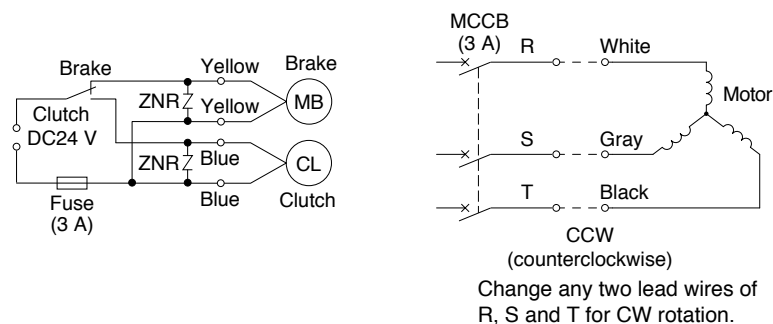 Brake
Clutch
DC24 V
Fuse
(3 A)
ZNR
ZNR
Yellow
Yellow
Blue
Blue
Brake
MB
CL
Clutch
MCCB
(3 A)
R
White
Motor
S
Gray
T
Black
CCW
(counterclockwise)
Change any two lead wires of
R, S and T for CW rotation.